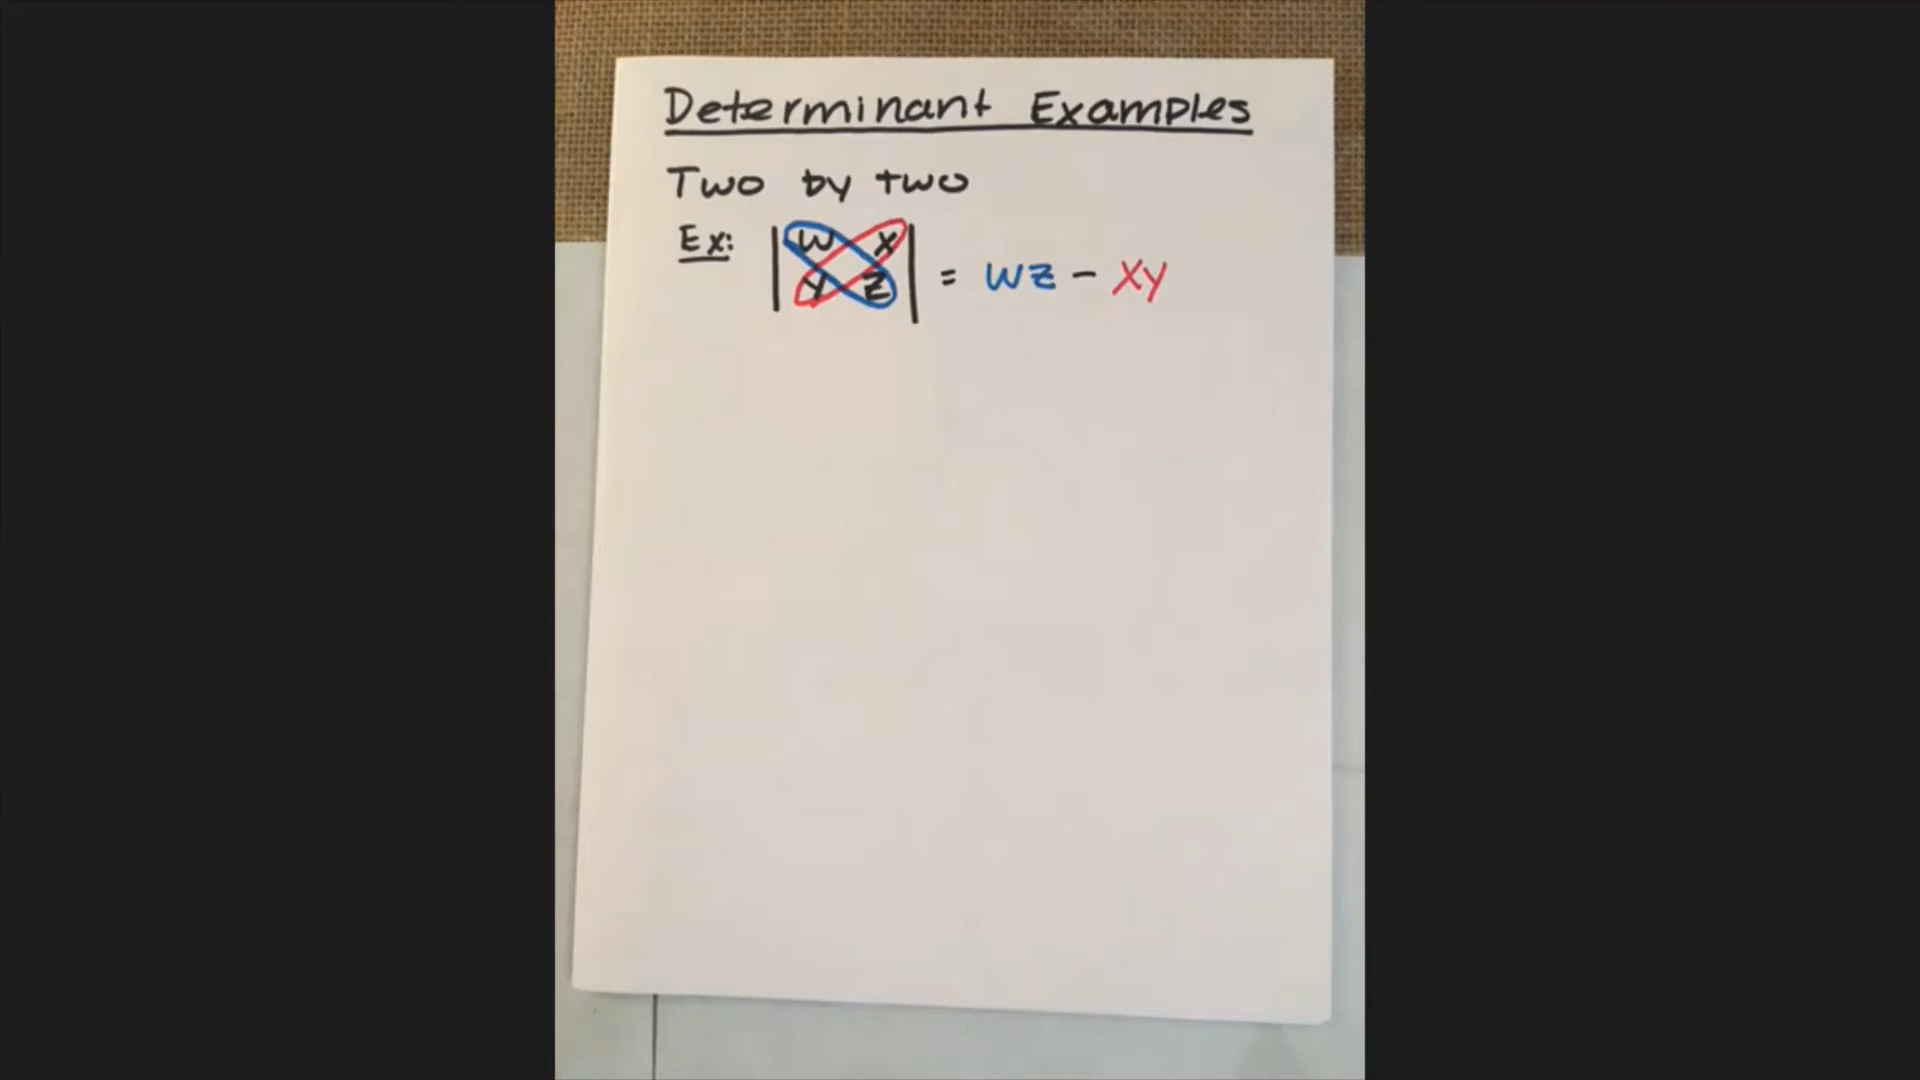 Determinant Examples
Two by two
Ex: |w x|
|y z| = wz - xy